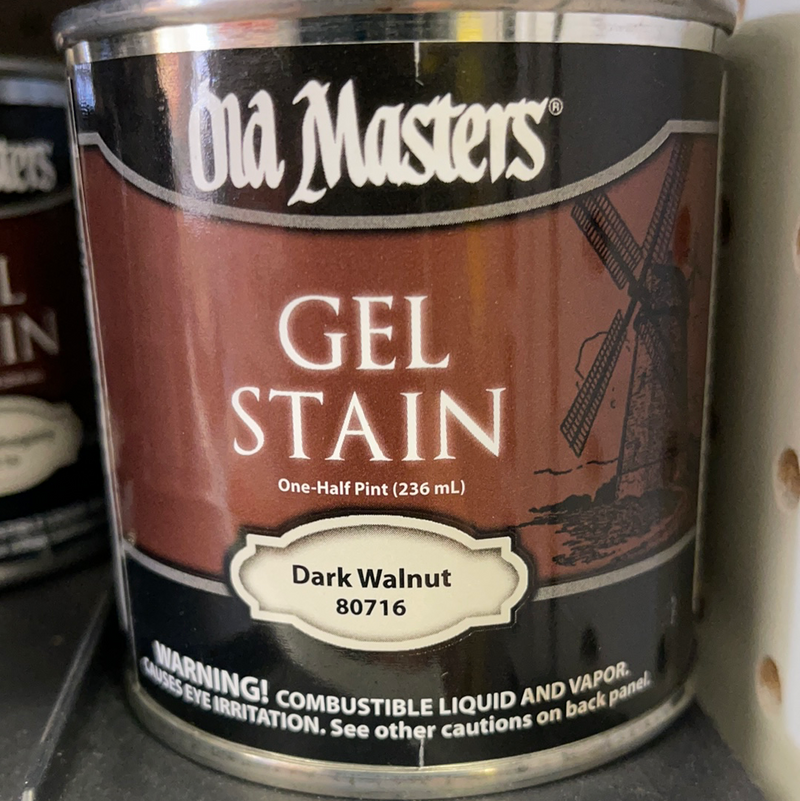 Old Masters®
GEL
STAIN
One-Half Pint (236 mL)
Dark Walnut
80716
WARNING! COMBUSTIBLE LIQUID AND VAPOR.
CAUSES EYE IRRITATION. See other cautions on back panel.